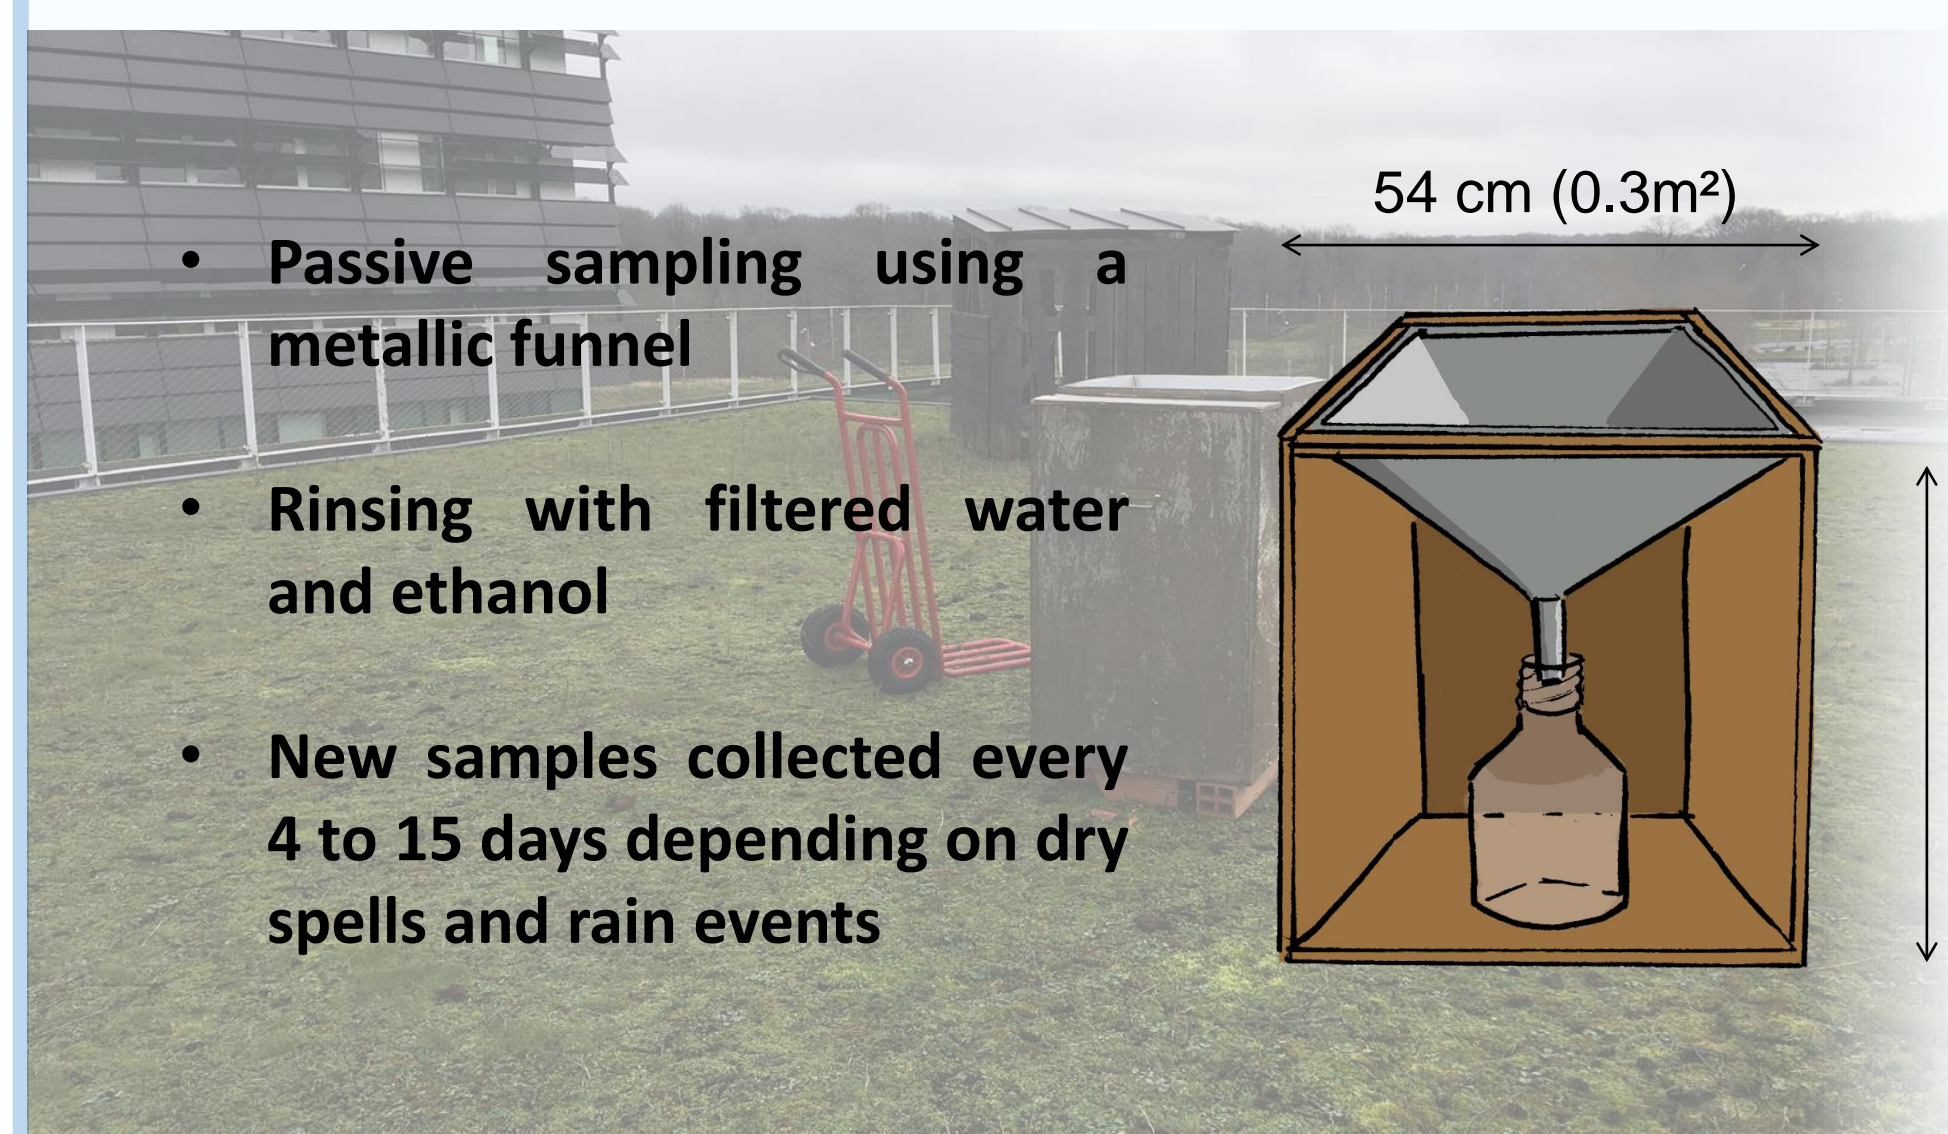 54 cm (0.3m²)
• Passive sampling using a
metallic funnel
• Rinsing with filtered water
and ethanol
• New samples collected every
4 to 15 days depending on dry
spells and rain events